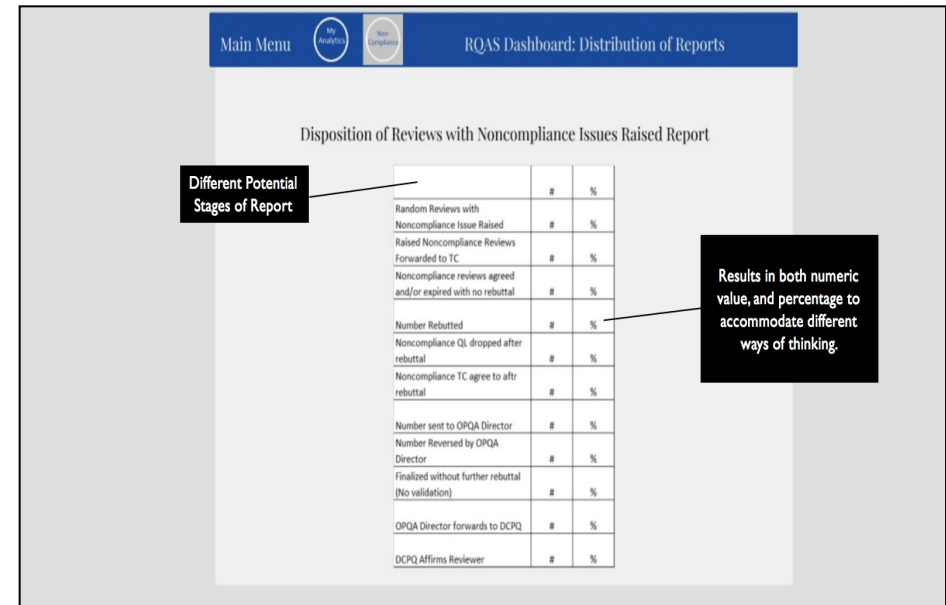 Main Menu
My
Analytics
Non-
Compliance
RQAS Dashboard: Distribution of Reports
Disposition of Reviews with Noncompliance Issues Raised Report
Different Potential
Stages of Report
# %
Random Reviews with
Noncompliance Issue Raised # %
Raised Noncompliance Reviews
Forwarded to TC # %
Noncompliance reviews agreed
and/or expired with no rebuttal # %
Number Rebutted # %
Noncompliance QL dropped after
rebuttal # %
Noncompliance TC agree to aftr
rebuttal # %
Number sent to OPQA Director # %
Number Reversed by OPQA
Director # %
Finalized without further rebuttal
(No validation) # %
OPQA Director forwards to DCPQ # %
DCPQ Affirms Reviewer # %
Results in both numeric
value, and percentage to
accommodate different
ways of thinking.